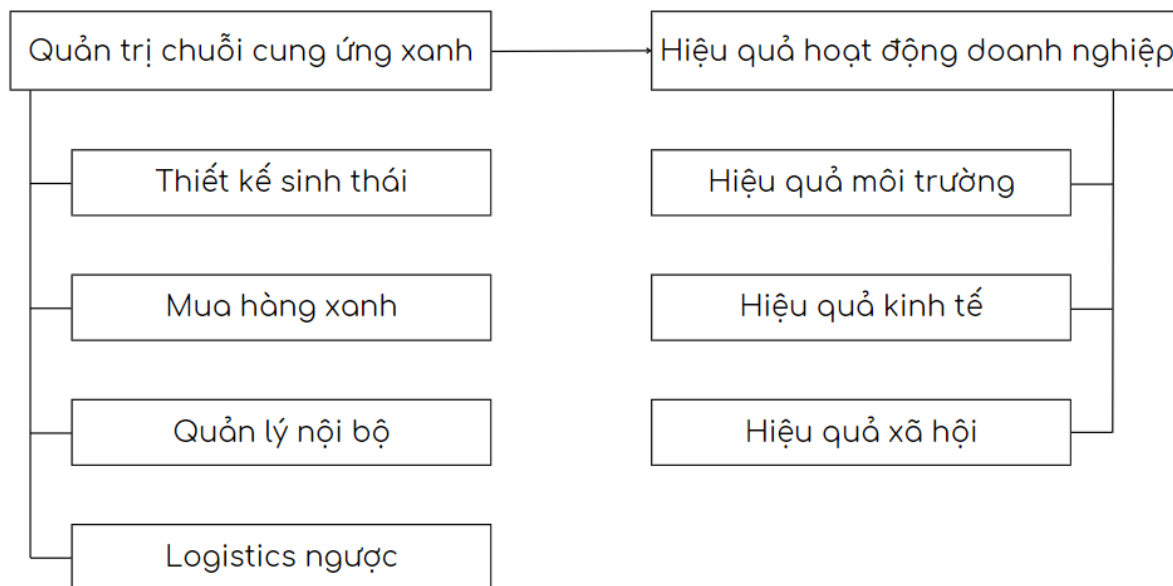 Quản trị chuỗi cung ứng xanh
Hiệu quả hoạt động doanh nghiệp
Thiết kế sinh thái
Hiệu quả môi trường
Mua hàng xanh
Hiệu quả kinh tế
Quản lý nội bộ
Hiệu quả xã hội
Logistics ngược